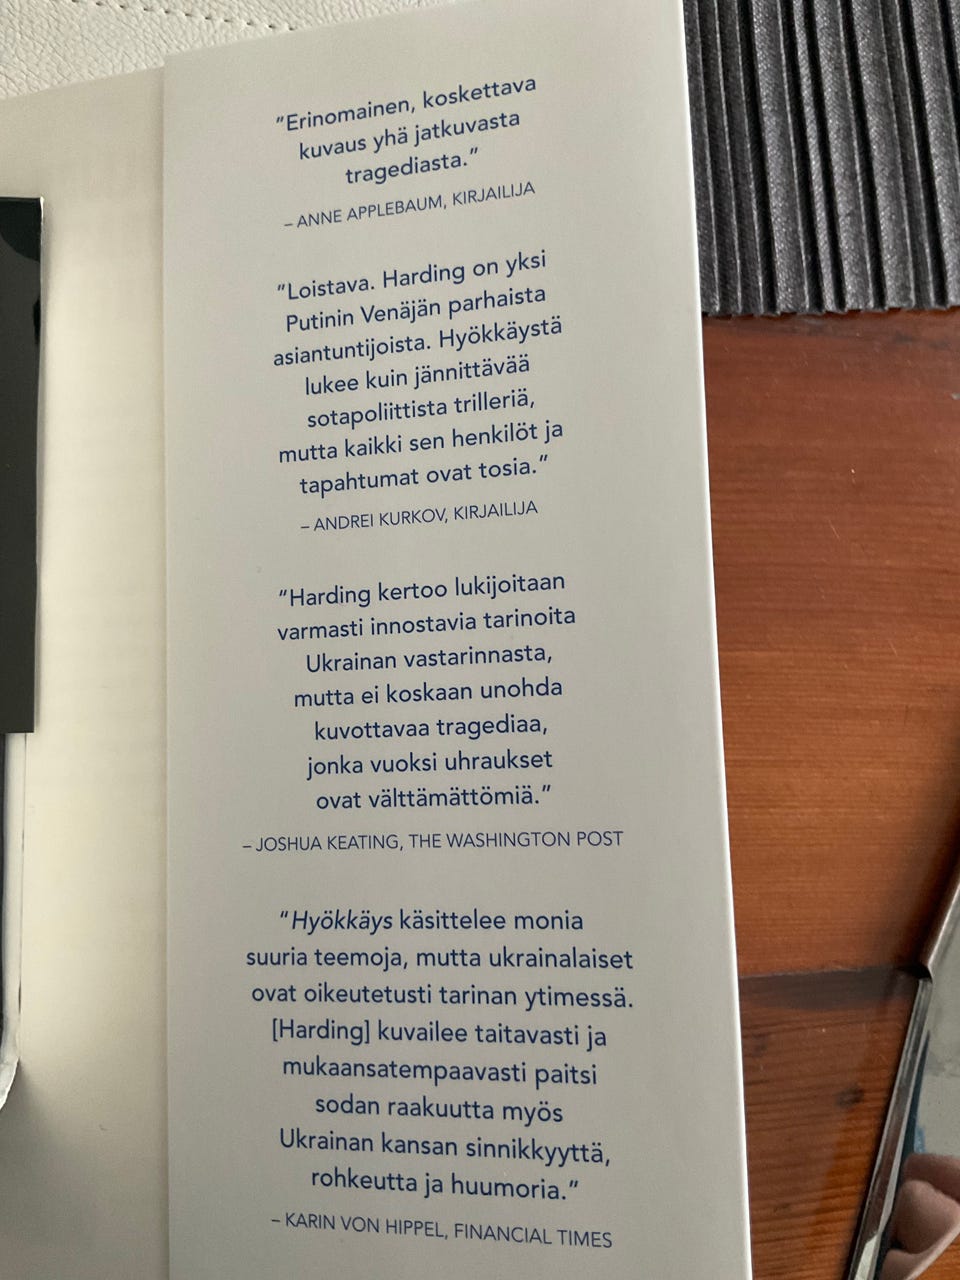 ”Erinomainen, koskettava
kuvaus yhä jatkuvasta
tragediasta.”
– ANNE APPLEBAUM, KIRJAILIJA
”Loistava. Harding on yksi
Putinin Venäjän parhaista
asiantuntijoista. Hyökkäystä
lukee kuin jännittävää
sotapoliittista trilleriä,
mutta kaikki sen henkilöt ja
tapahtumat ovat tosia.”
– ANDREI KURKOV, KIRJAILIJA
”Harding kertoo lukijoitaan
varmasti innostavia tarinoita
Ukrainan vastarinnasta,
mutta ei koskaan unohda
kuvottavaa tragediaa,
jonka vuoksi uhraukset
ovat välttämättömiä.”
– JOSHUA KEATING, THE WASHINGTON POST
”Hyökkäys käsittelee monia
suuria teemoja, mutta ukrainalaiset
ovat oikeutetusti tarinan ytimessä.
[Harding] kuvailee taitavasti ja
mukaansatempaavasti paitsi
sodan raakuutta myös
Ukrainan kansan sinnikkyyttä,
rohkeutta ja huumoria.”
– KARIN VON HIPPEL, FINANCIAL TIMES